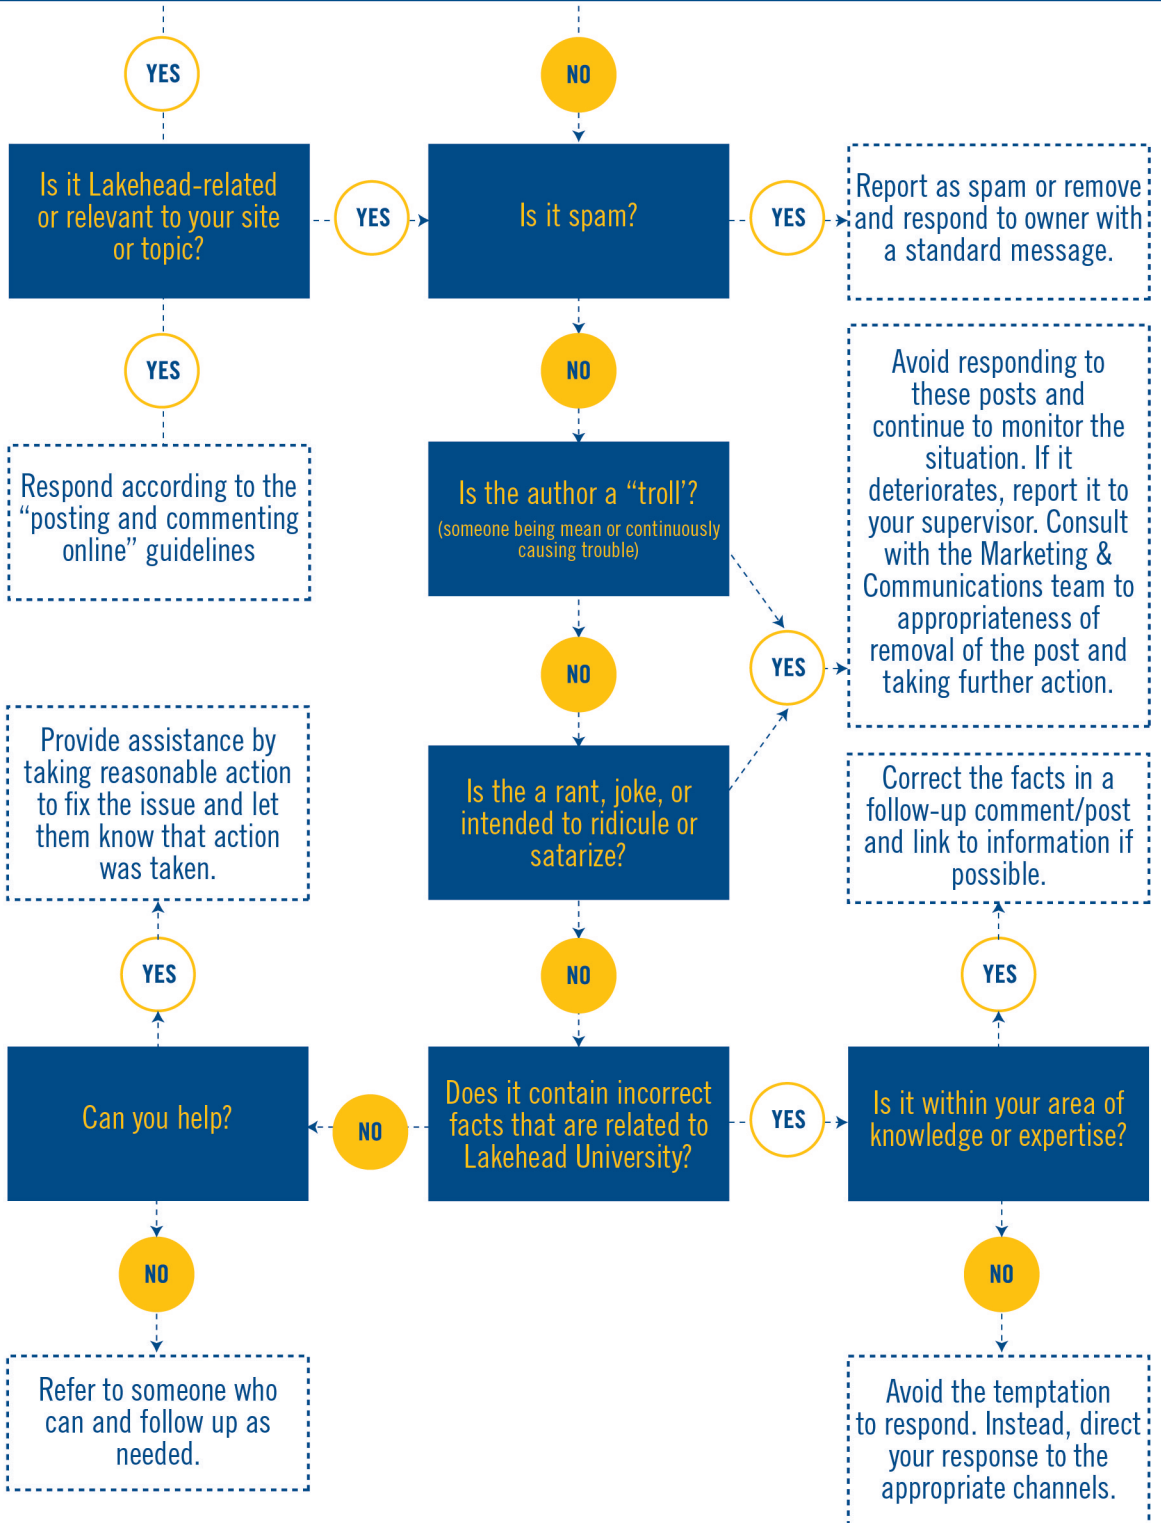 YES
NO
Is it Lakehead-related
or relevant to your site
or topic?
YES
Is it spam?
YES
Report as spam or remove
and respond to owner with
a standard message.
YES
NO
Respond according to the
“posting and commenting
online” guidelines
Is the author a “troll’?
(someone being mean or continuously
causing trouble)
Avoid responding to
these posts and
continue to monitor the
situation. If it
deteriorates, report it to
your supervisor. Consult
with the Marketing &
Communications team to
appropriateness of
removal of the post and
taking further action.
NO
YES
Provide assistance by
taking reasonable action
to fix the issue and let
them know that action
was taken.
Is the a rant, joke, or
intended to ridicule or
satarize?
Correct the facts in a
follow-up comment/post
and link to information if
possible.
YES
NO
YES
Can you help?
NO
Does it contain incorrect
facts that are related to
Lakehead University?
YES
Is it within your area of
knowledge or expertise?
NO
NO
Refer to someone who
can and follow up as
needed.
Avoid the temptation
to respond. Instead, direct
your response to the
appropriate channels.